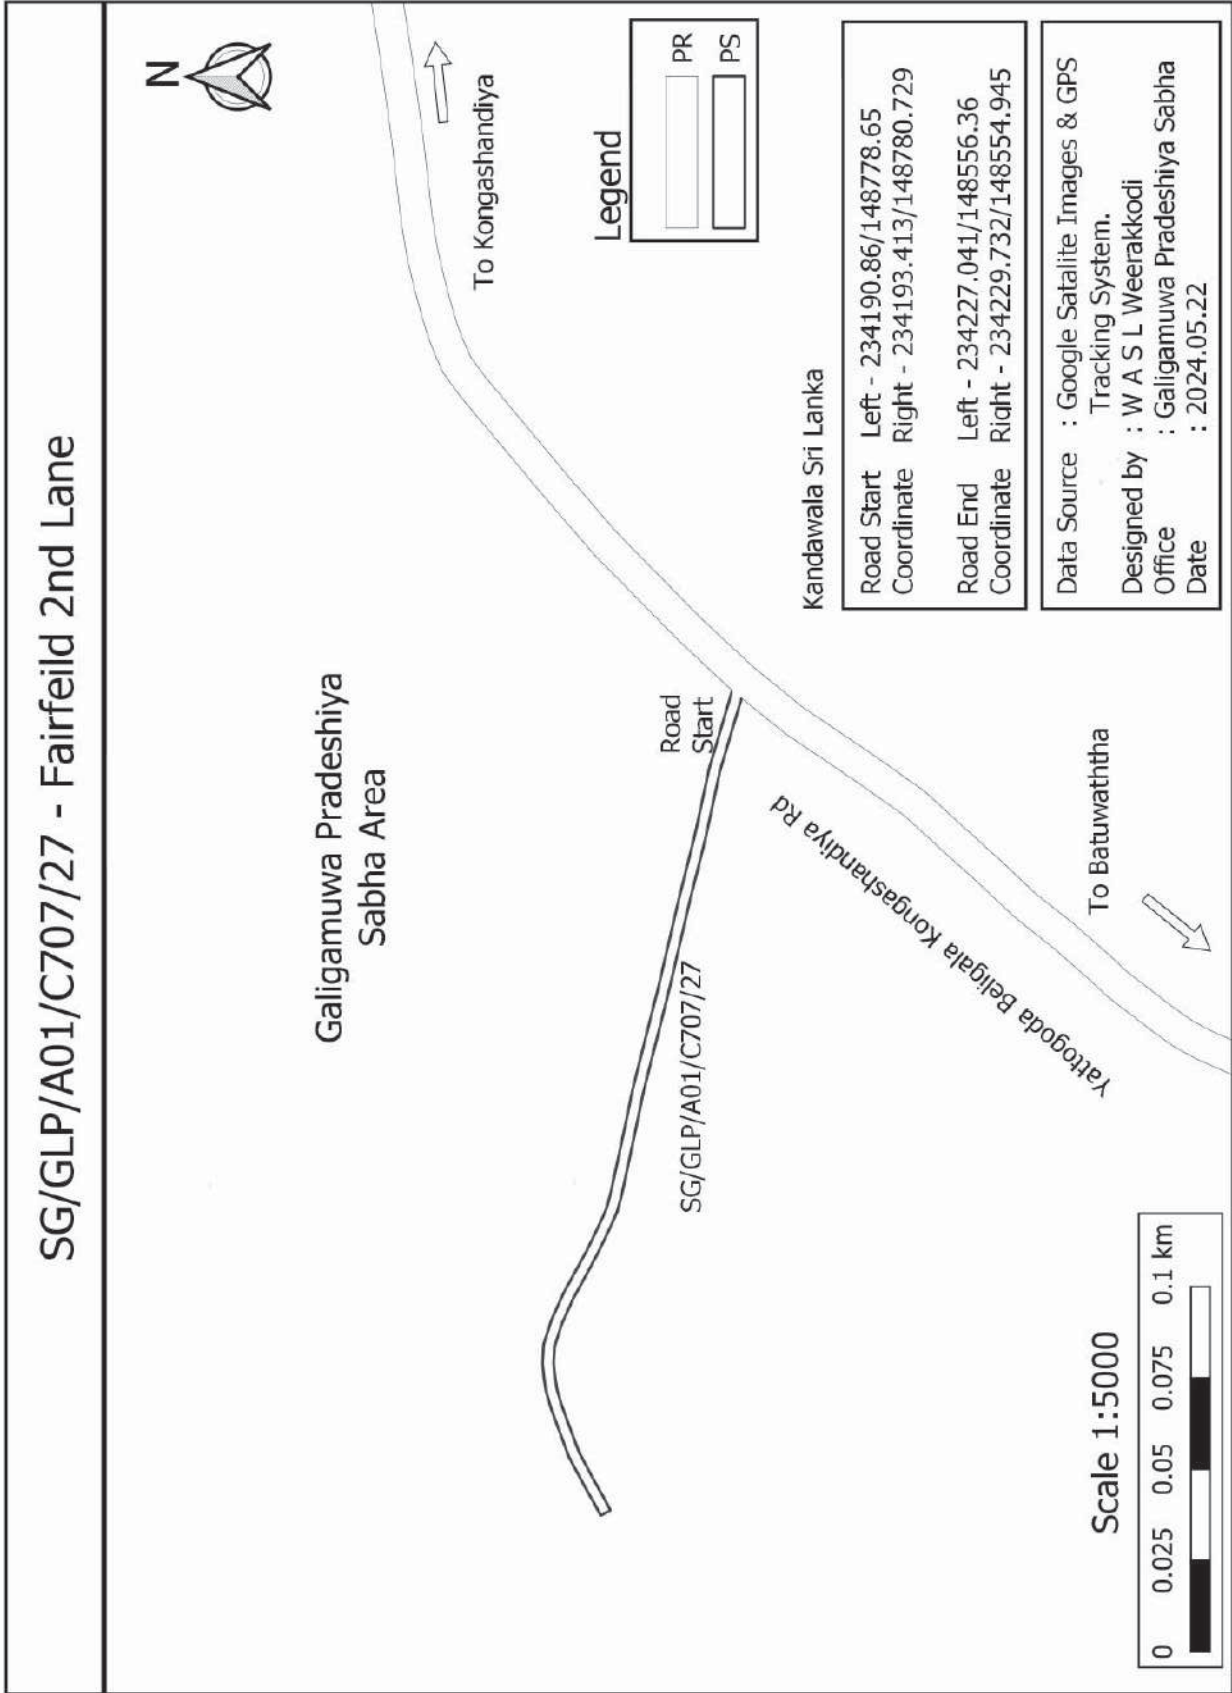 SG/GLP/A01/C707/27 - Fairfeild 2nd Lane
N
Galigamuwa Pradeshiya
Sabha Area
To Kongashandiya
Legend
PR
PS
Road
Start
SG/GLP/A01/C707/27
Yattogoda Beligala Kongashandiya Rd
To Batuwaththa
Kandawala Sri Lanka
Road Start Left - 234190.86/148778.65
Coordinate Right - 234193.413/148780.729
Road End Left - 234227.041/148556.36
Coordinate Right - 234229.732/148554.945
Data Source : Google Satalite Images & GPS
Tracking System.
Designed by : W A S L Weerakkodi
Office : Galigamuwa Pradeshiya Sabha
Date : 2024.05.22
Scale 1:5000
0 0.025 0.05 0.075 0.1 km